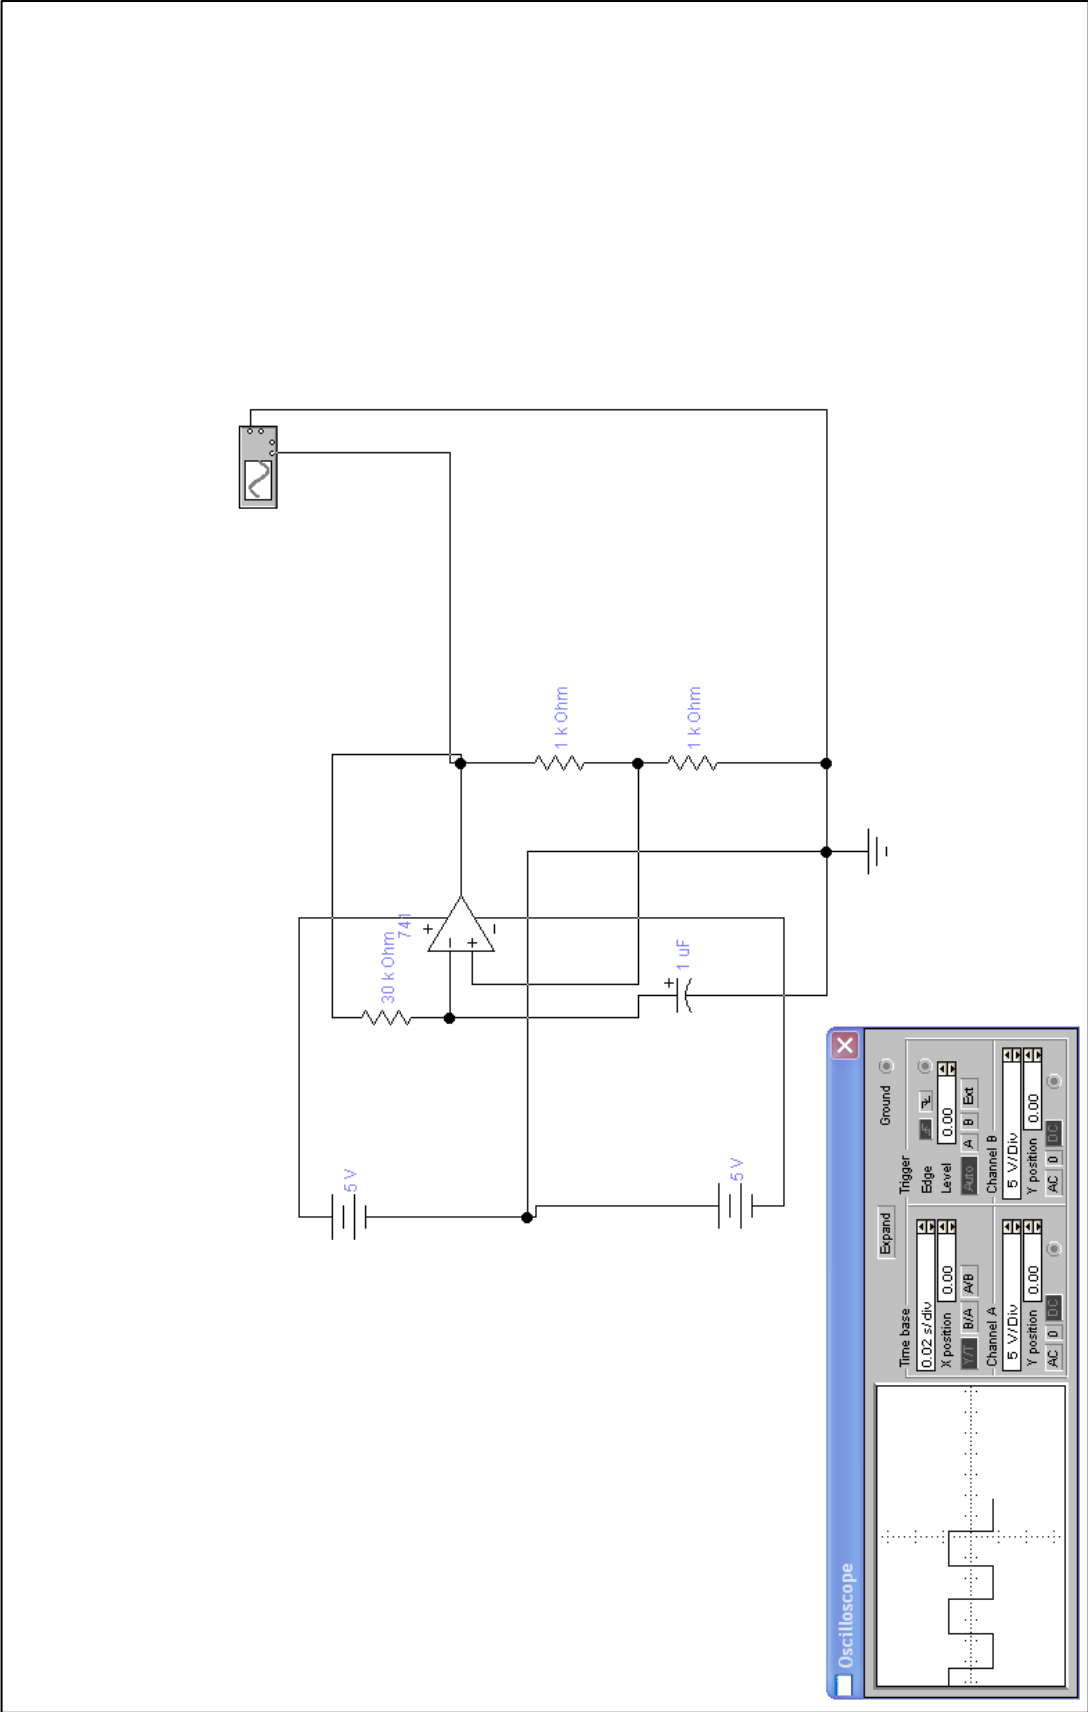 741
30 k Ohm
1 k Ohm
1 k Ohm
1 uF
5 V
5 V
Oscilloscope
Expand
Ground
Time base
0.02 s/div
X position
0.00
Y/T B/A A/B
Trigger
Edge
Level
0.00
Auto A B Ext
Channel A
5 V/Div
Y position
0.00
AC 0 DC
Channel B
5 V/Div
Y position
0.00
AC 0 DC